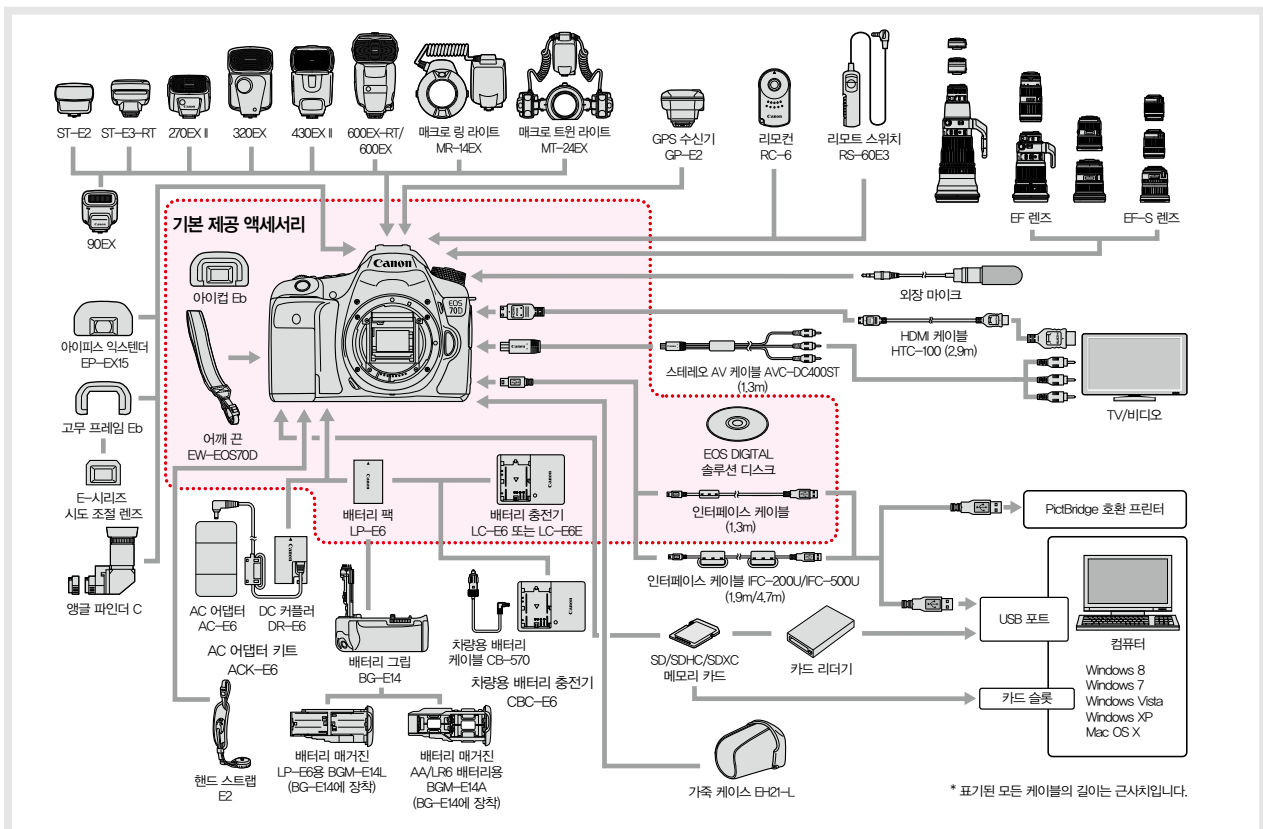 ST-E2
ST-E3-RT
270EX II
320EX
430EX II
600EX-RT/
600EX
매크로 링 라이트
MR-14EX
매크로 트윈 라이트
MT-24EX
GPS 수신기
GP-E2
리모컨
RC-6
리모트 스위치
RS-60E3
90EX
EF 렌즈
EF-S 렌즈
기본 제공 액세서리
아이컵 Eb
Canon
EOS
70D
외장 마이크
HDMI 케이블
HTC-100 (2.9m)
아이피스 익스텐더
EP-EX15
스테레오 AV 케이블 AVC-DC400ST
(1.3m)
TV/비디오
고무 프레임 Eb
어깨 끈
EW-EOS70D
EOS DIGITAL
솔루션 디스크
E-시리즈
시도 조절 렌즈
배터리 팩
LP-E6
배터리 충전기
LC-E6 또는 LC-E6E
인터페이스 케이블
(1.3m)
PictBridge 호환 프린터
앵글 파인더 C
AC 어댑터
AC-E6
DC 커플러
DR-E6
AC 어댑터 키트
ACK-E6
인터페이스 케이블 IFC-200U/IFC-500U
(1.9m/4.7m)
배터리 그립
BG-E14
차량용 배터리
케이블 CB-570
차량용 배터리 충전기
CBC-E6
SD/SDHC/SDXC
메모리 카드
카드 리더기
USB 포트
컴퓨터
Windows 8
Windows 7
Windows Vista
Windows XP
Mac OS X
카드 슬롯
핸드 스트랩
E2
배터리 매거진
LP-E6용 BGM-E14L
(BG-E14에 장착)
배터리 매거진
AA/LR6 배터리용
BGM-E14A
(BG-E14에 장착)
가죽 케이스 EH21-L
* 표기된 모든 케이블의 길이는 근사치입니다.